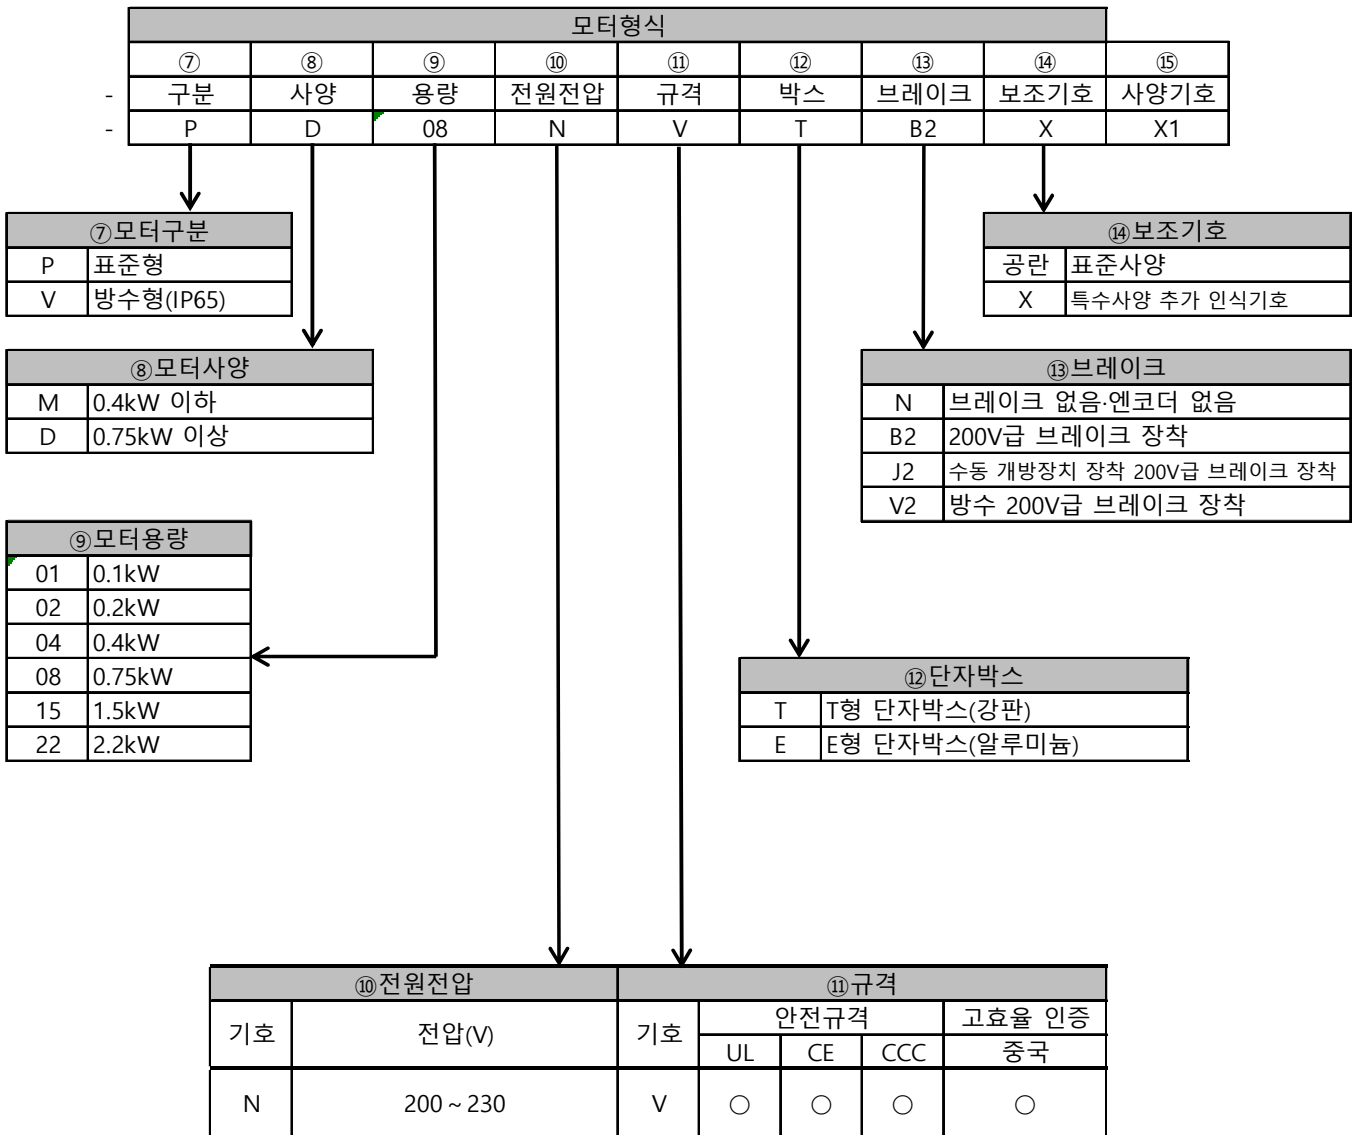 모터형식
⑦ ⑧ ⑨ ⑩ ⑪ ⑫ ⑬ ⑭ ⑮
- 구분 사양 용량 전원전압 규격 박스 브레이크 보조기호 사양기호
- P D 08 N V T B2 X X1
⑦모터구분
P 표준형
V 방수형(IP65)
⑭보조기호
공란 표준사양
X 특수사양 추가 인식기호
⑧모터사양
M 0.4kW 이하
D 0.75kW 이상
⑬브레이크
N 브레이크 없음·엔코더 없음
B2 200V급 브레이크 장착
J2 수동 개방장치 장착 200V급 브레이크 장착
V2 방수 200V급 브레이크 장착
⑨모터용량
01 0.1kW
02 0.2kW
04 0.4kW
08 0.75kW
15 1.5kW
22 2.2kW
⑫단자박스
T T형 단자박스(강판)
E E형 단자박스(알루미늄)
⑩전원전압 ⑪규격
기호 전압(V) 기호 안전규격 고효율 인증
UL CE CCC 중국
N 200～230 V ○ ○ ○ ○